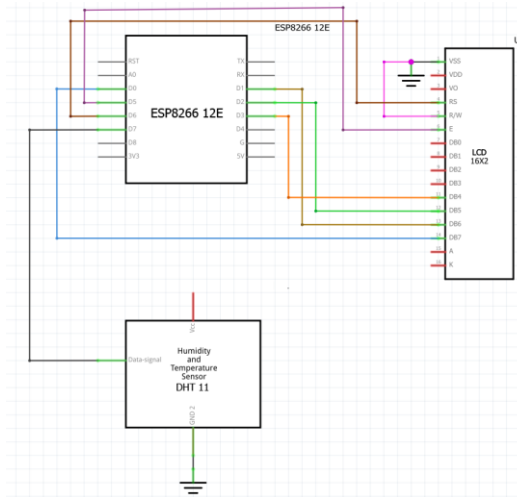 ESP8266 12E
U
RST
A0
D0
D5
D6
D7
D8
3V3
ESP8266 12E
TX
RX
D1
D2
D3
D4
G
5V
VSS
VDD
VO
RS
R/W
E
DB0
DB1
DB2
DB3
DB4
DB5
DB6
DB7
A
K
LCD
16X2
Vcc
Humidity
and
Temperature
Sensor
DHT 11
Data-signal
GND 2